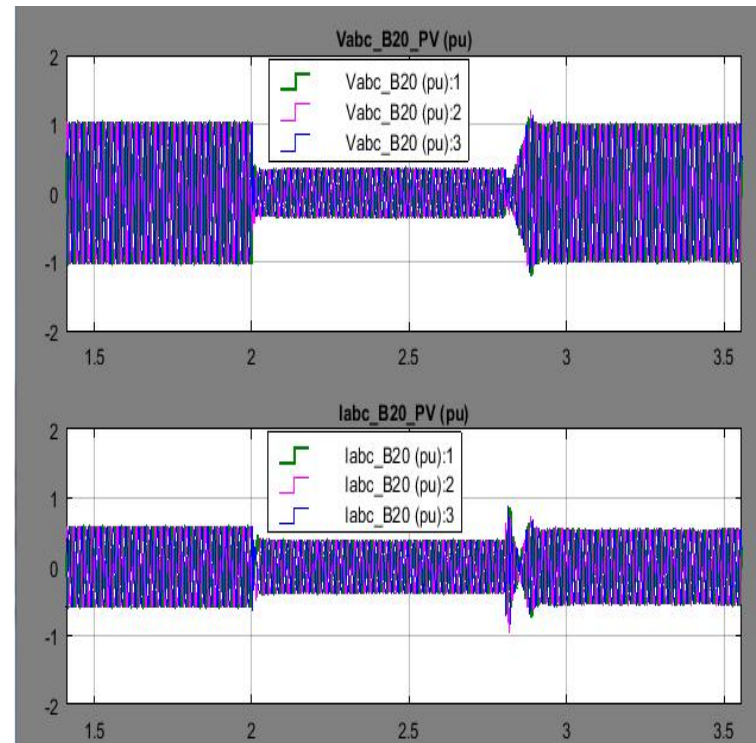 Vabc_B20_PV (pu)
2
Vabc_B20 (pu):1
Vabc_B20 (pu):2
Vabc_B20 (pu):3
1
0
-1
-2
1.5 2 2.5 3 3.5
Iabc_B20_PV (pu)
2
Iabc_B20 (pu):1
Iabc_B20 (pu):2
Iabc_B20 (pu):3
1
0
-1
-2
1.5 2 2.5 3 3.5